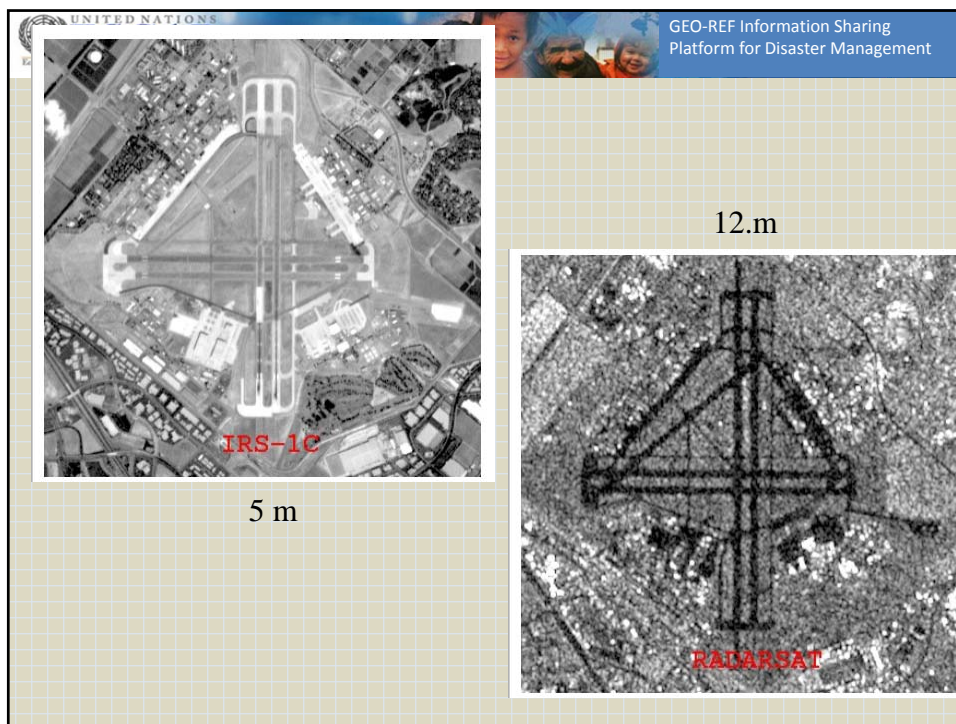 UNITED NATIONS
GEO-REF Information Sharing
Platform for Disaster Management
IRS-1C
5 m
12.m
RADARSAT